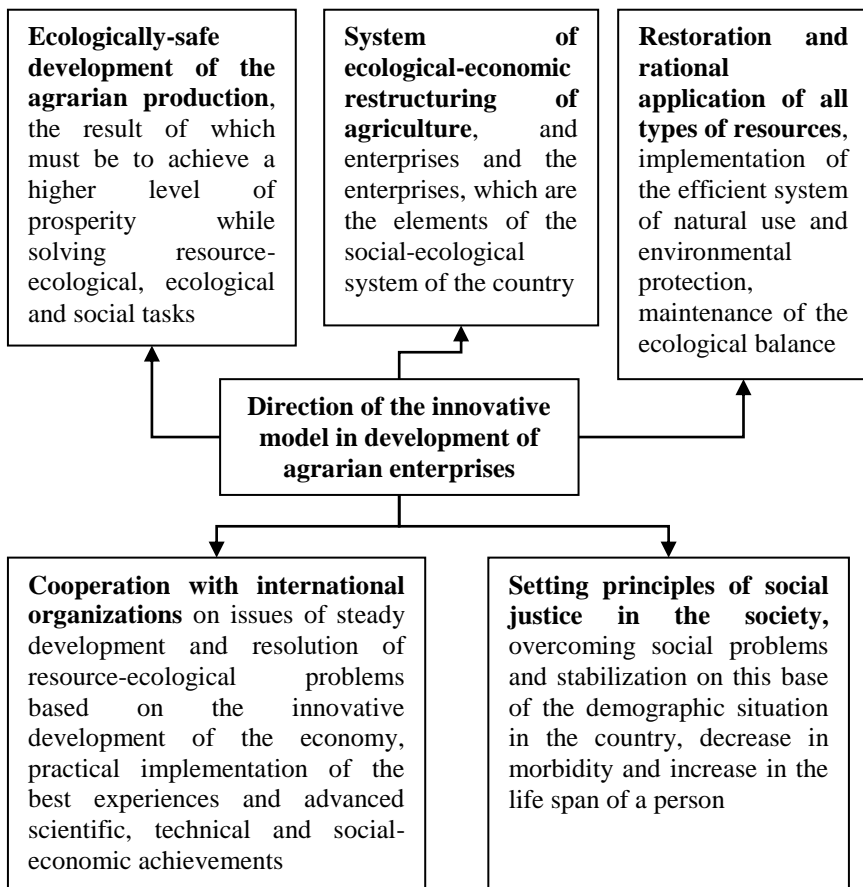 Ecologically-safe
development of the
agrarian production,
the result of which
must be to achieve a
higher level of
prosperity while
solving resource-
ecological, ecological
and social tasks
System of
ecological-economic
restructuring of
agriculture, and
enterprises and the
enterprises, which are
the elements of the
social-ecological
system of the country
Restoration and
rational
application of all
types of resources,
implementation of
the efficient system
of natural use and
environmental
protection,
maintenance of the
ecological balance
Direction of the innovative
model in development of
agrarian enterprises
Cooperation with international
organizations on issues of steady
development and resolution of
resource-ecological problems
based on the innovative
development of the economy,
practical implementation of the
best experiences and advanced
scientific, technical and social-
economic achievements
Setting principles of social
justice in the society,
overcoming social problems
and stabilization on this base
of the demographic situation
in the country, decrease in
morbidity and increase in the
life span of a person